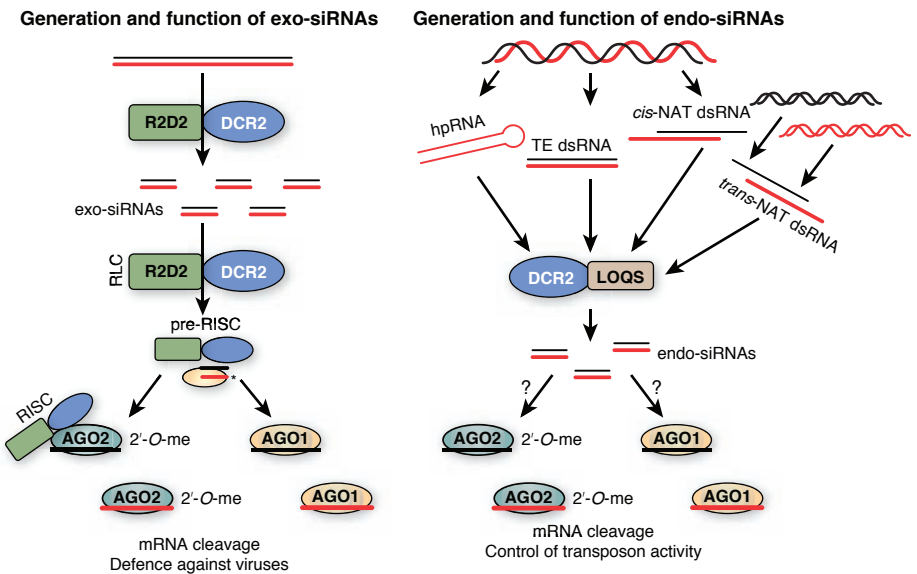 Generation and function of exo-siRNAs
R2D2
DCR2
exo-siRNAs
RLC
R2D2
DCR2
pre-RISC
*
RISC
AGO2
2′-O-me
AGO1
AGO2
2′-O-me
AGO1
mRNA cleavage
Defence against viruses
Generation and function of endo-siRNAs
hpRNA
TE dsRNA
cis-NAT dsRNA
trans-NAT dsRNA
DCR2
LOQS
endo-siRNAs
?
?
AGO2
2′-O-me
AGO1
AGO2
2′-O-me
AGO1
mRNA cleavage
Control of transposon activity